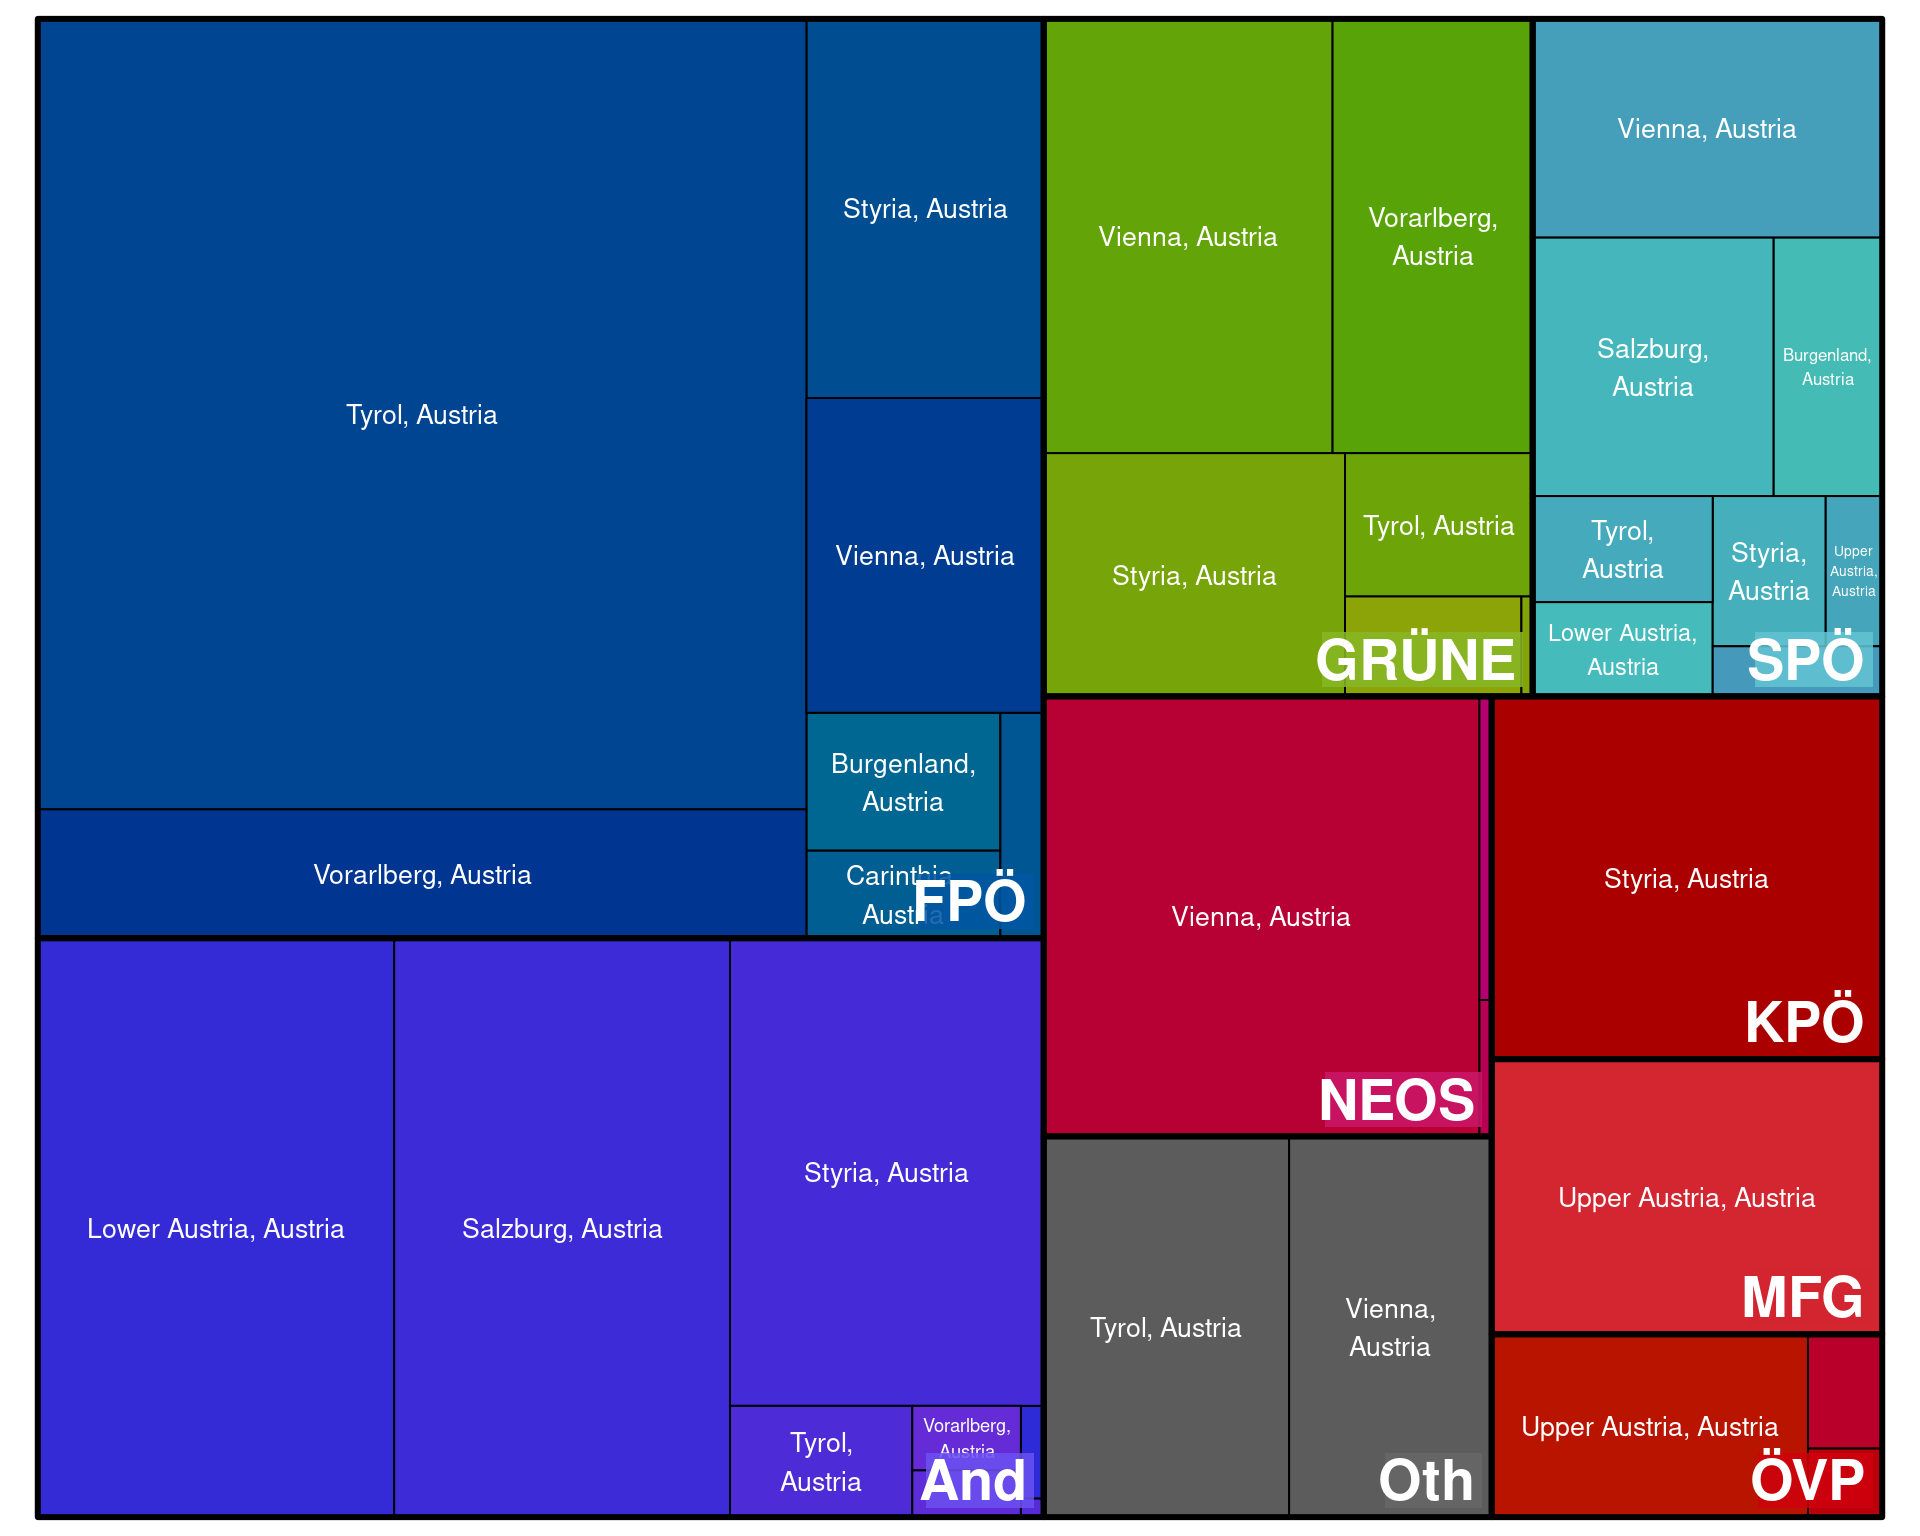 Tyrol, Austria
Vorarlberg, Austria
Styria, Austria
Vienna, Austria
Burgenland,
Austria
Carinthia,
Austria
FPÖ
Lower Austria, Austria
Salzburg, Austria
Styria, Austria
Tyrol,
Austria
Vorarlberg,
Austria
And
Vienna, Austria
Vorarlberg,
Austria
Styria, Austria
Tyrol, Austria
GRÜNE
Vienna, Austria
Salzburg,
Austria
Burgenland,
Austria
Tyrol,
Austria
Lower Austria,
Austria
Styria,
Austria
Upper
Austria,
Austria
SPÖ
Vienna, Austria
NEOS
Styria, Austria
KPÖ
Upper Austria, Austria
MFG
Tyrol, Austria
Vienna,
Austria
Oth
Upper Austria, Austria
ÖVP